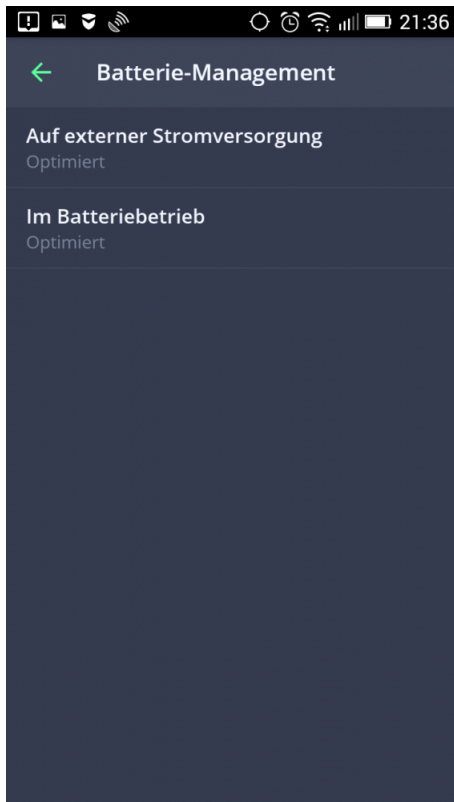 21:36
Batterie-Management
Auf externer Stromversorgung
Optimiert
Im Batteriebetrieb
Optimiert